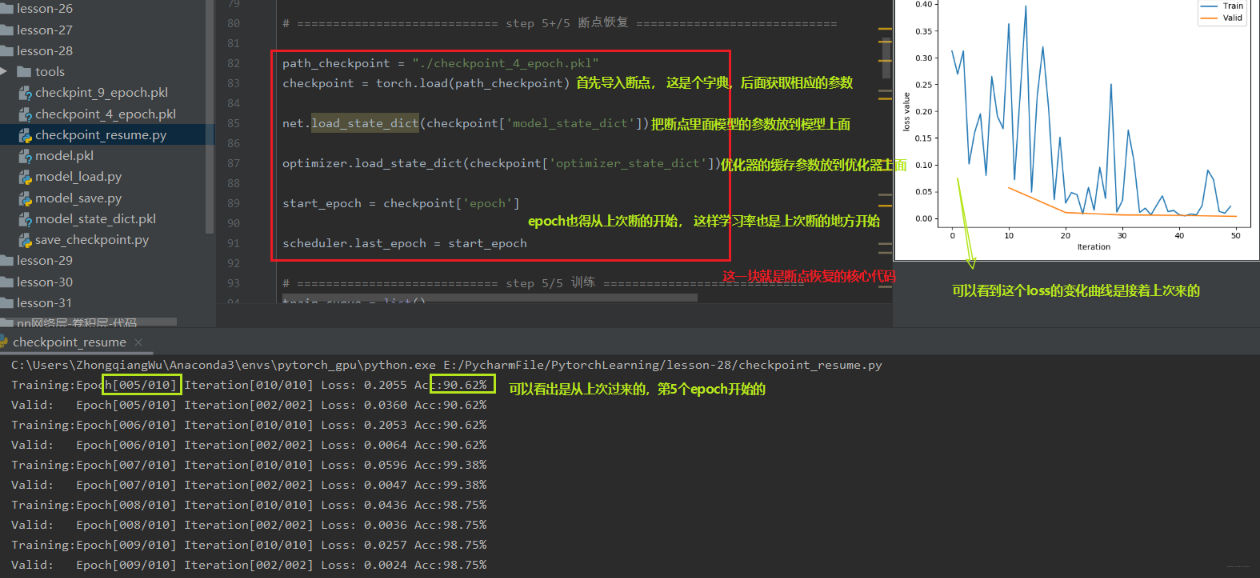 lesson-26
lesson-27
lesson-28
tools
checkpint_9_epoch.pkl
checkpoint_4_epoch.pkl
checkpoint_resume.py
model.pkl
model_load.py
model_save.py
model_state_dict.pkl
save_checkpoint.py
lesson-29
lesson-30
lesson-31
nn网络层-卷积层-代码
79
80 # ========================== step 5+/5 断点恢复 ==========================
81
82 path_checkpoint = "./checkpoint_4_epoch.pkl"
83 checkpoint = torch.load(path_checkpoint) 首先导入断点， 这是个字典，后面获取相应的参数
84
85 net.load_state_dict(checkpoint['model_state_dict']) 把断点里面模型的参数放到模型上面
86
87 optimizer.load_state_dict(checkpoint['optimizer_state_dict']) 优化器的缓存参数放到优化器上面
88
89 start_epoch = checkpoint['epoch']
90 epoch也得从上次断的开始， 这样学习率也是上次断的地方开始
91 scheduler.last_epoch = start_epoch
92
这一块就是断点恢复的核心代码
93 # ========================== step 5/5 训练 ==========================
94 train_curve = list()
Train
Valid
0.40
0.35
0.30
0.25
0.20
0.15
0.10
0.05
0.00
loss value
0 10 20 30 40 50
Iteration
可以看到这个loss的变化曲线是接着上次来的
checkpoint_resume ×
C:\Users\ZhongqiangWu\Anaconda3\envs\pytorch_gpu\python.exe E:/PycharmFile/PytorchLearning/lesson-28/checkpoint_resume.py
Training:Epoch[005/010] Iteration[010/010] Loss: 0.2055 Acc:90.62% 可以看出是从上次过来的，第5个epoch开始的
Valid: Epoch[005/010] Iteration[002/002] Loss: 0.0360 Acc:90.62%
Training:Epoch[006/010] Iteration[010/010] Loss: 0.2053 Acc:90.62%
Valid: Epoch[006/010] Iteration[002/002] Loss: 0.0064 Acc:90.62%
Training:Epoch[007/010] Iteration[010/010] Loss: 0.0596 Acc:99.38%
Valid: Epoch[007/010] Iteration[002/002] Loss: 0.0047 Acc:99.38%
Training:Epoch[008/010] Iteration[010/010] Loss: 0.0436 Acc:98.75%
Valid: Epoch[008/010] Iteration[002/002] Loss: 0.0036 Acc:98.75%
Training:Epoch[009/010] Iteration[010/010] Loss: 0.0257 Acc:98.75%
Valid: Epoch[009/010] Iteration[002/002] Loss: 0.0024 Acc:98.75%